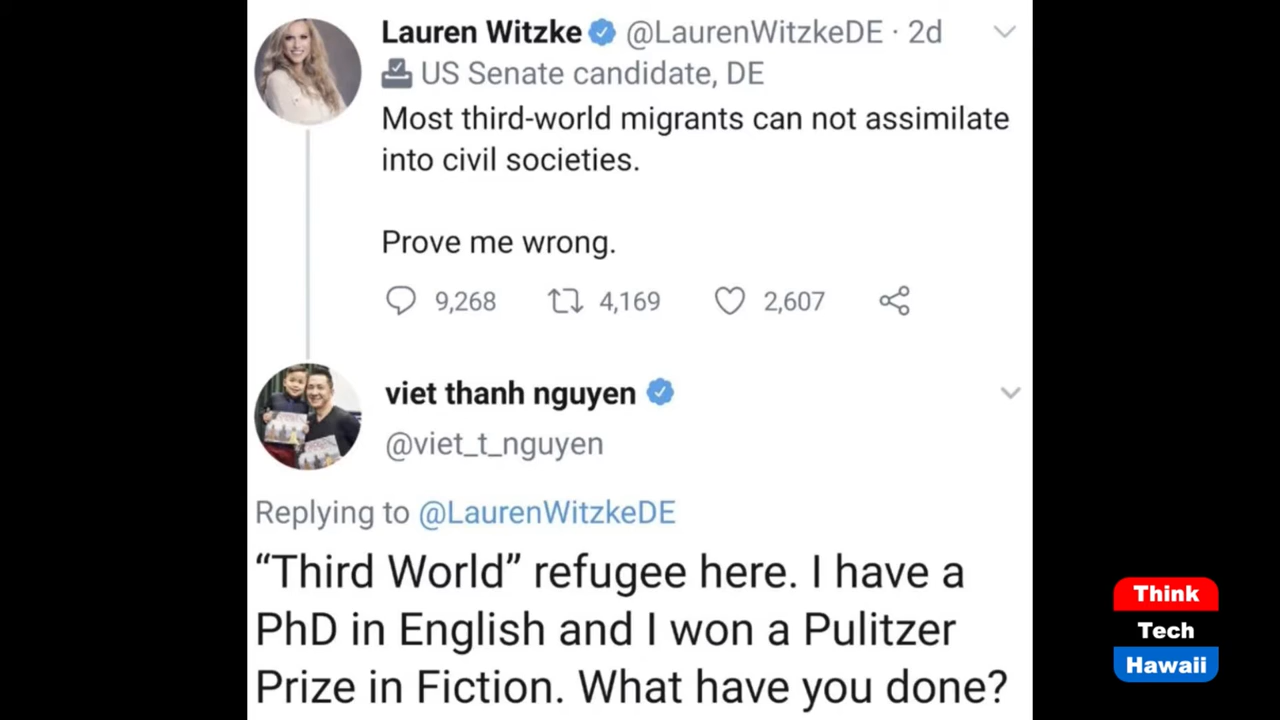 Lauren Witzke @LaurenWitzkeDE · 2d
US Senate candidate, DE
Most third-world migrants can not assimilate
into civil societies.
Prove me wrong.
9,268 4,169 2,607
viet thanh nguyen
@viet_t_nguyen
Replying to @LaurenWitzkeDE
“Third World” refugee here. I have a
PhD in English and I won a Pulitzer
Prize in Fiction. What have you done?
Think
Tech
Hawaii